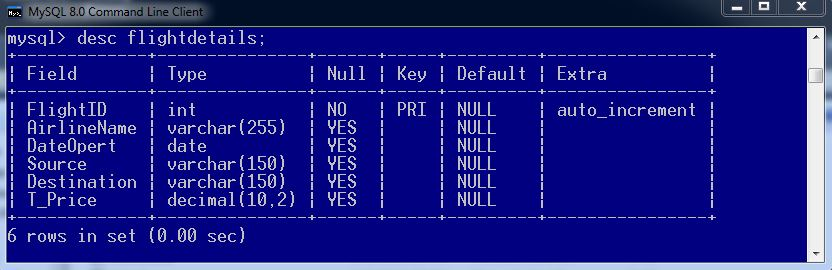 MySQL 8.0 Command Line Client
mysql> desc flightdetails;
+-------------+---------------+------+-----+---------+----------------+
| Field       | Type          | Null | Key | Default | Extra          |
+-------------+---------------+------+-----+---------+----------------+
| FlightID    | int           | NO   | PRI | NULL    | auto_increment |
| AirlineName | varchar(255)  | YES  |     | NULL    |                |
| DateOpert   | date          | YES  |     | NULL    |                |
| Source      | varchar(150)  | YES  |     | NULL    |                |
| Destination | varchar(150)  | YES  |     | NULL    |                |
| T_Price     | decimal(10,2) | YES  |     | NULL    |                |
+-------------+---------------+------+-----+---------+----------------+
6 rows in set (0.00 sec)